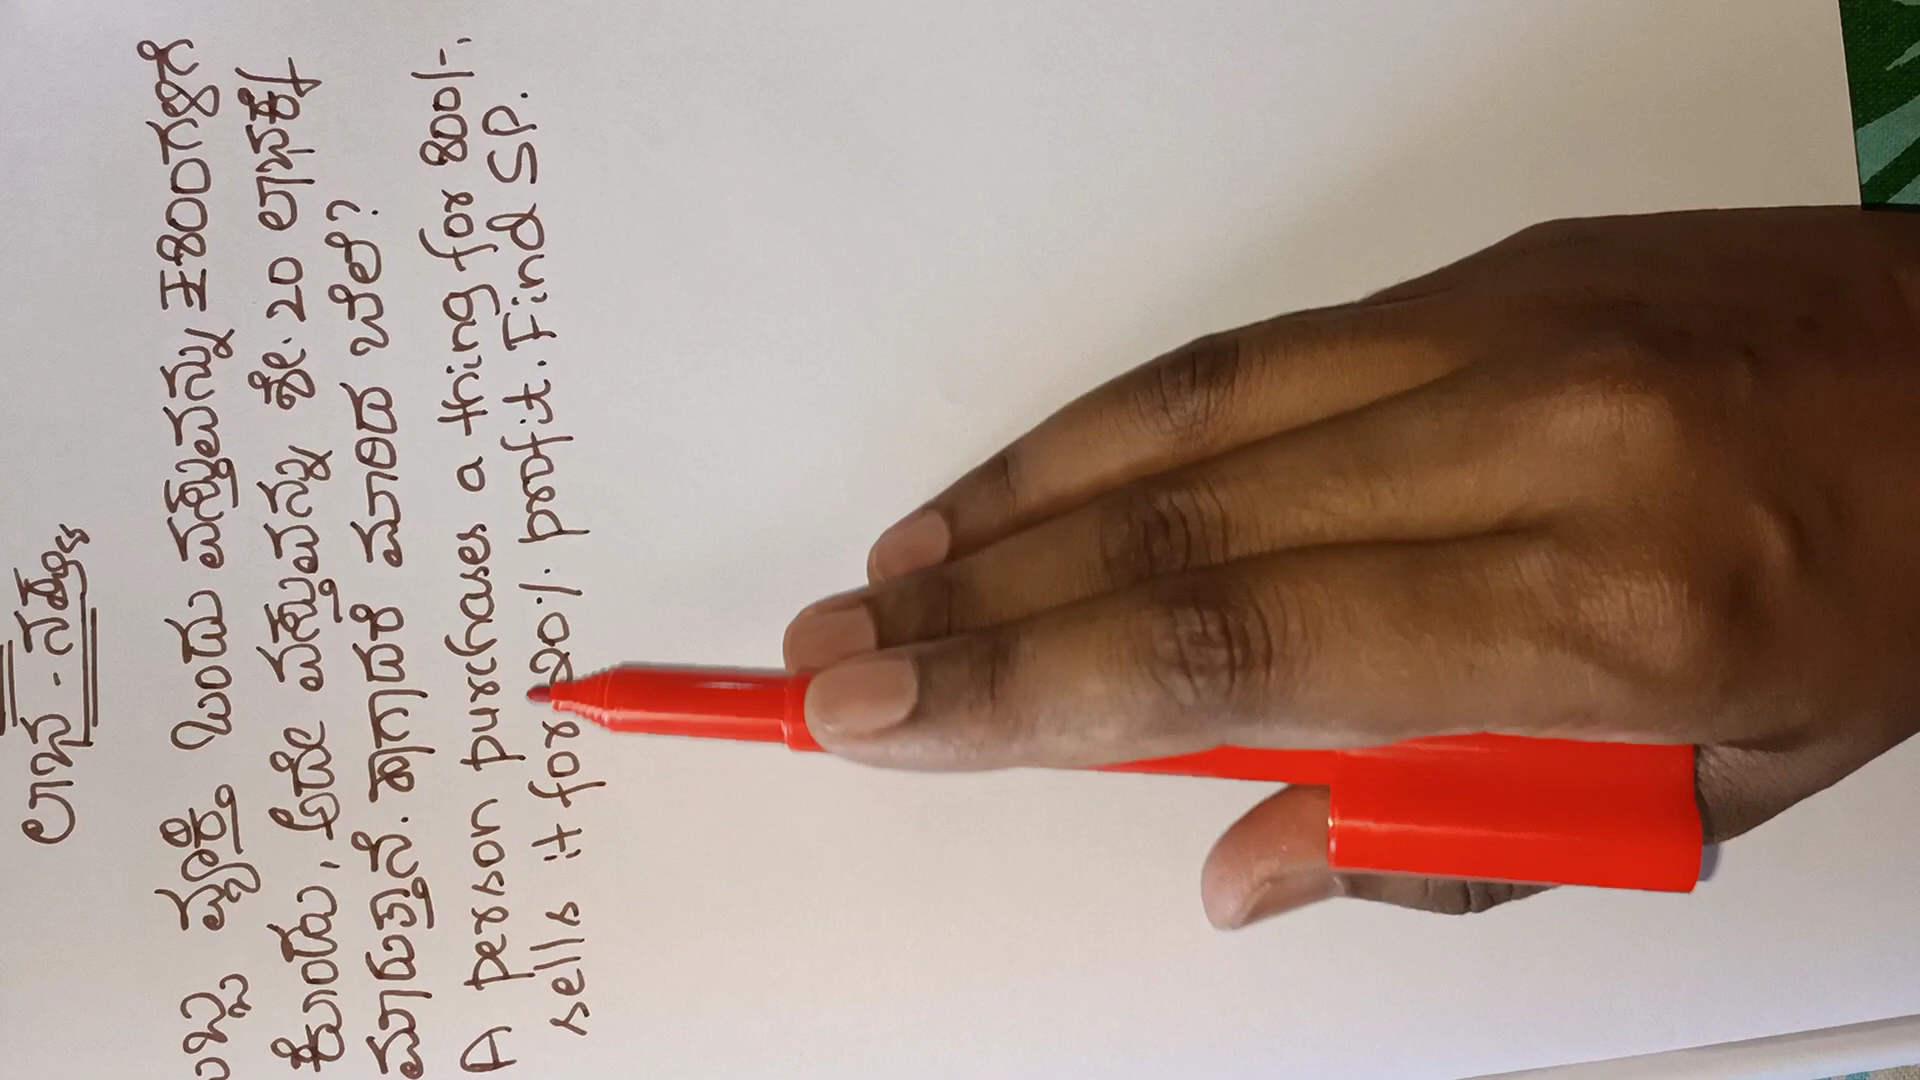 ಲಾಭ - ನಷ್ಟ
ಒಬ್ಬ ವ್ಯಕ್ತಿ ಒಂದು ವಸ್ತುವನ್ನು ₹800ಗಳಿಗೆ
ಕೊಂಡು, ಅದೇ ವಸ್ತುವನ್ನು ಶೇ. 20 ಲಾಭಕ್ಕೆ
ಮಾರುತ್ತಾನೆ. ಹಾಗಾದರೆ ಮಾರಿದ ಬೆಲೆ?
A person purchases a thing for 800/-.
sells it for 20% profit. Find SP.